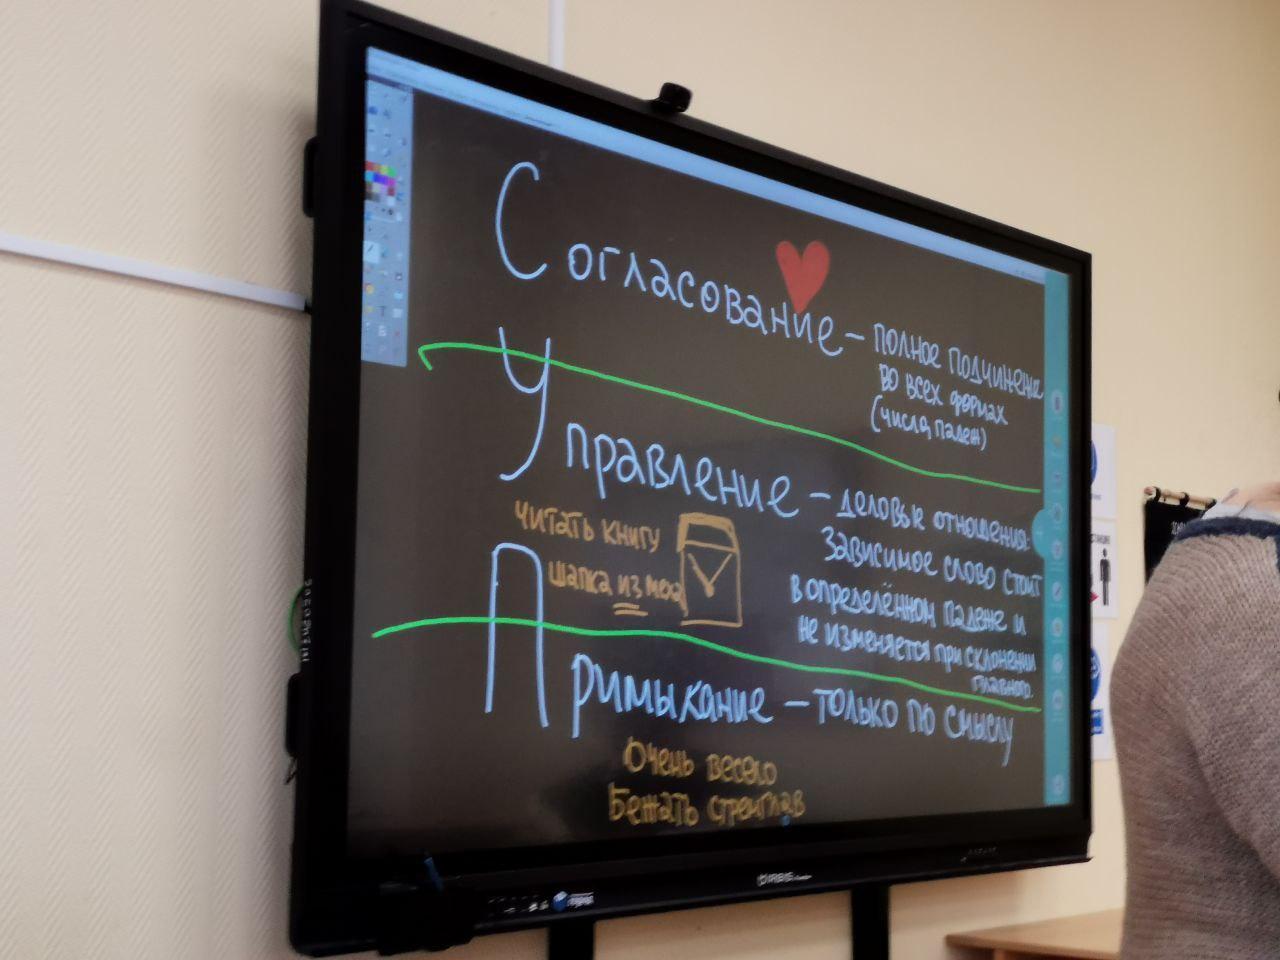 Согласование – полное подчинение
во всех формах
(числа, падеж)
Управление – деловые отношения:
зависимое слово стоит
в определённом падеже и
не изменяется при склонении
главного.
читать книгу
шапка из меха
Примыкание – только по смыслу
Очень весело
Бежать стремглав
IRBIS